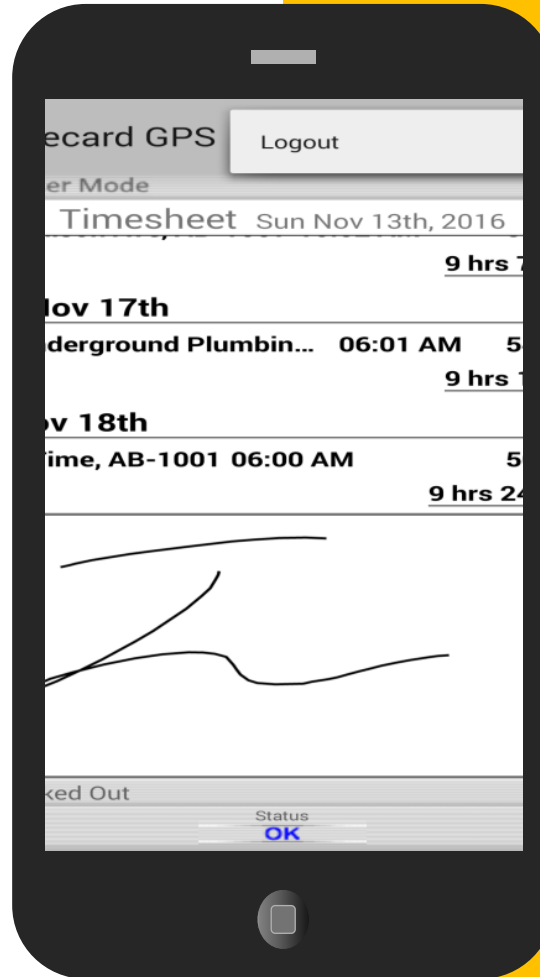 ecard GPS
Logout
er Mode
Timesheet Sun Nov 13th, 2016
9 hrs 7
Nov 17th
derground Plumbin... 06:01 AM 5
9 hrs 1
ov 18th
Time, AB-1001 06:00 AM 5
9 hrs 24
ked Out
Status
OK